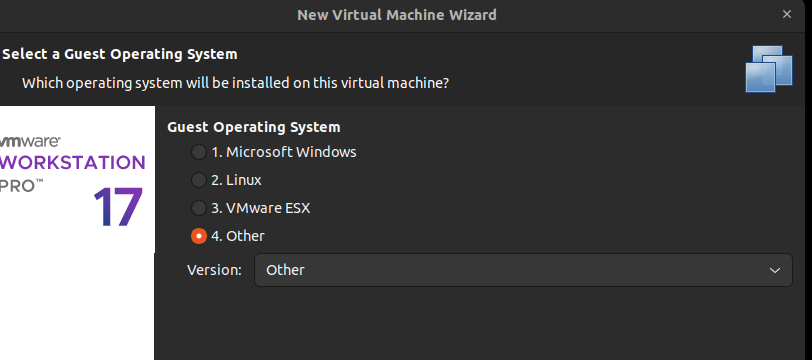 New Virtual Machine Wizard
Select a Guest Operating System
Which operating system will be installed on this virtual machine?
vmware®
WORKSTATION
PRO™
17
Guest Operating System
1. Microsoft Windows
2. Linux
3. VMware ESX
4. Other
Version: Other